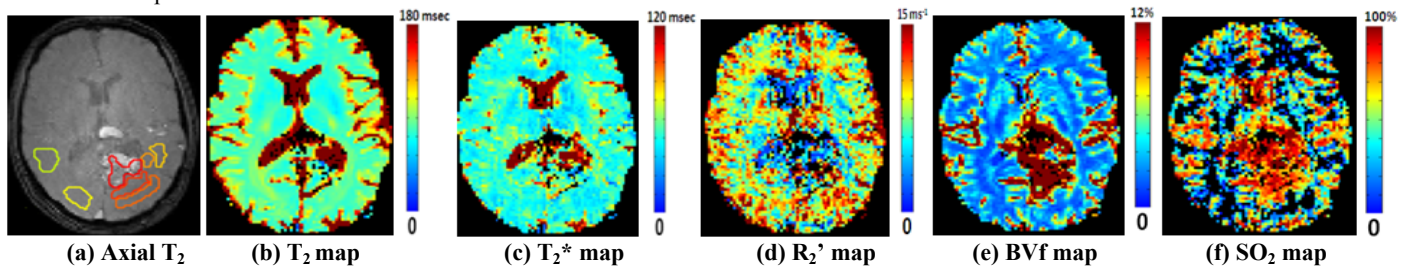 180 msec
120 msec
15 ms⁻¹
12%
100%
0
0
0
0
0
(a) Axial T₂
(b) T₂ map
(c) T₂* map
(d) R₂’ map
(e) BVf map
(f) SO₂ map